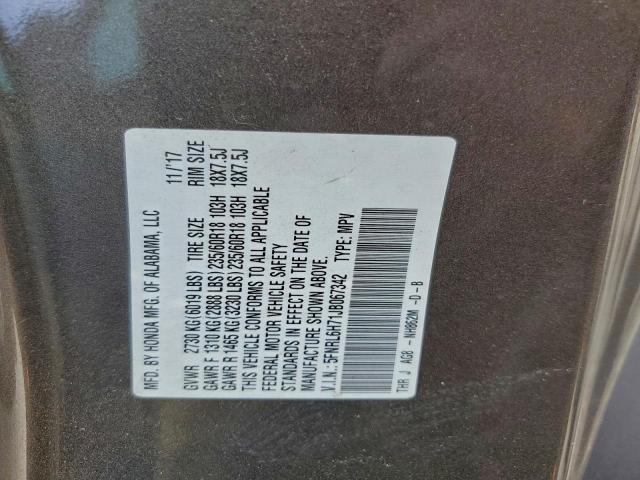 MFD. BY HONDA MFG. OF ALABAMA, LLC 11/'17
GVWR 2730 KG (6019 LBS) TIRE SIZE RIM SIZE
GAWR F 1310 KG (2888 LBS) 235/60R18 103H 18X7.5J
GAWR R 1465 KG (3230 LBS) 235/60R18 103H 18X7.5J
THIS VEHICLE CONFORMS TO ALL APPLICABLE
FEDERAL MOTOR VEHICLE SAFETY
STANDARDS IN EFFECT ON THE DATE OF
MANUFACTURE SHOWN ABOVE.
V.I.N.: 5FNRL6H71JB067342 TYPE: MPV
THR J AG0 - NH862M -D-B